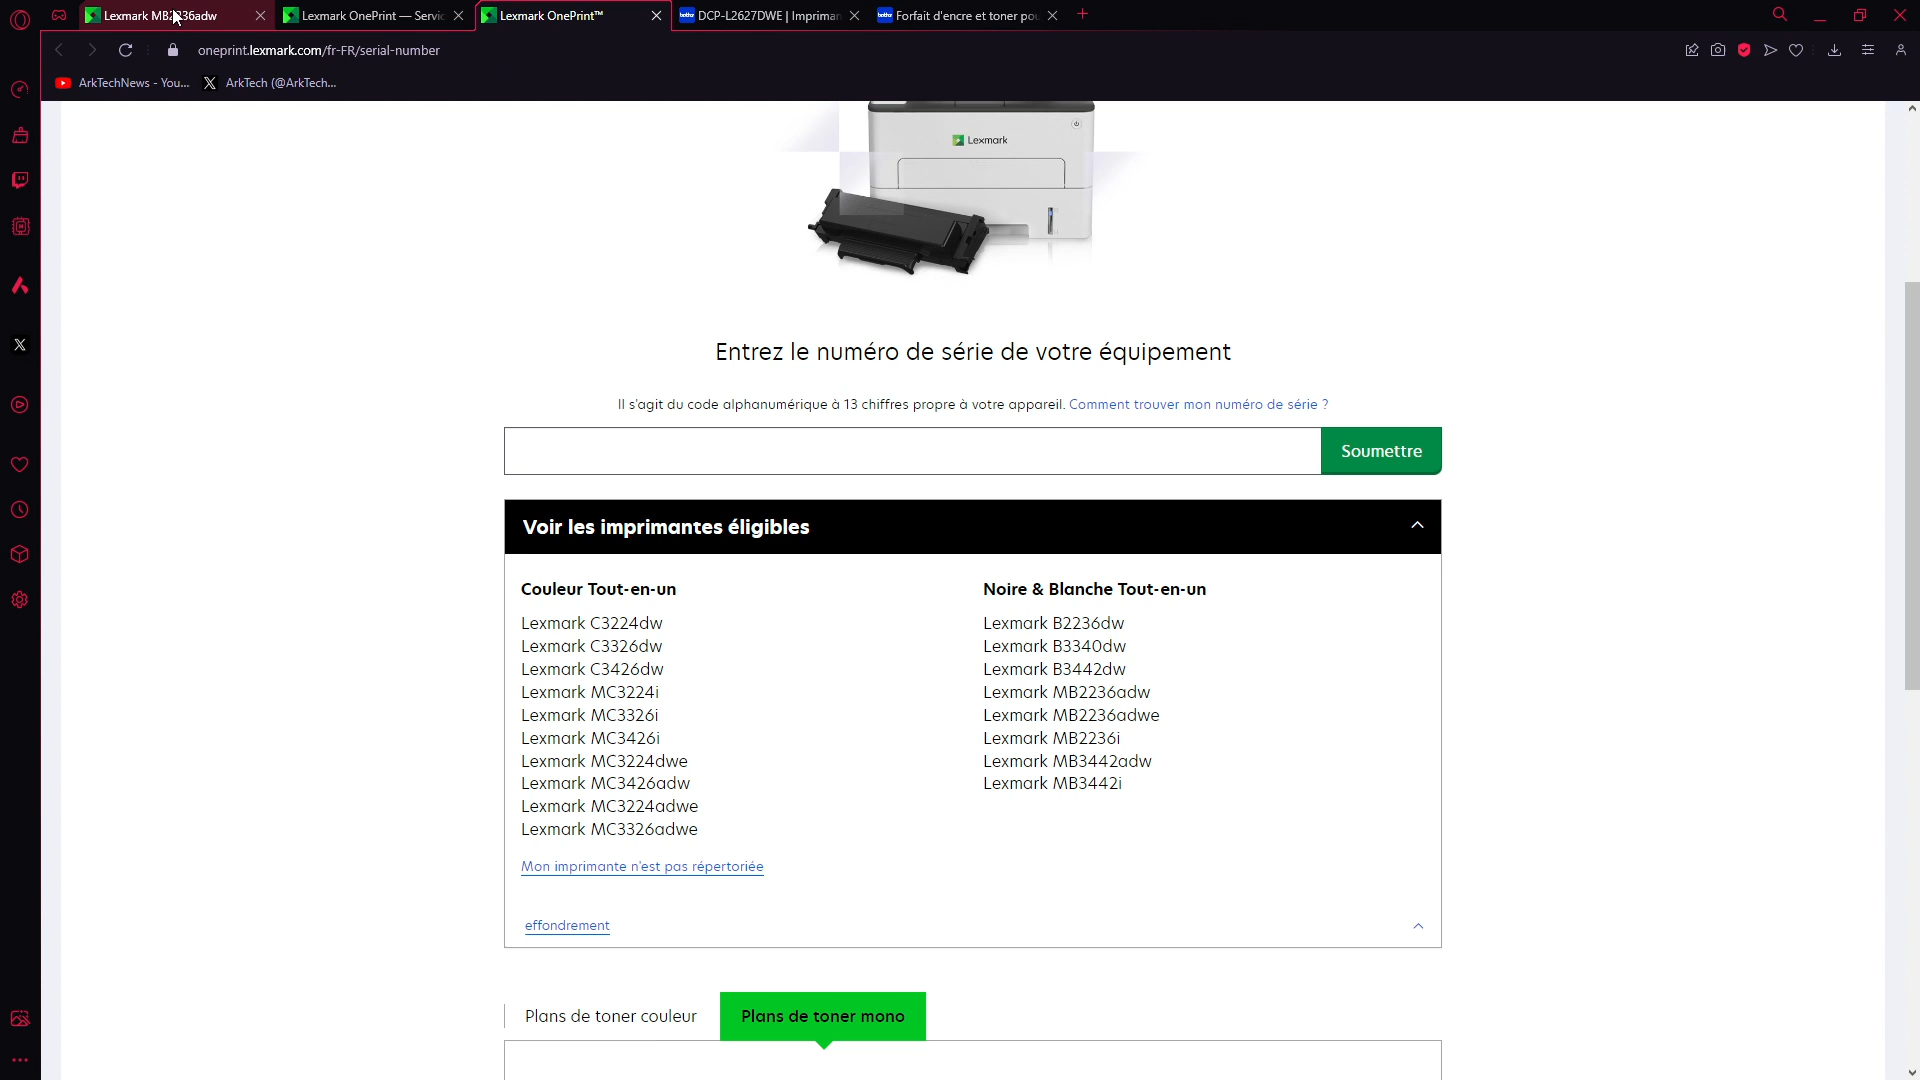 Lexmark MB2236adw
Lexmark OnePrint — Servic
Lexmark OnePrint™
DCP-L2627DWE | Impriman
Forfait d'encre et toner pou
oneprint.lexmark.com/fr-FR/serial-number
ArkTechNews - You...
ArkTech (@ArkTech...
Lexmark
Entrez le numéro de série de votre équipement
Il s'agit du code alphanumérique à 13 chiffres propre à votre appareil. Comment trouver mon numéro de série ?
Soumettre
Voir les imprimantes éligibles
Couleur Tout-en-un
Lexmark C3224dw
Lexmark C3326dw
Lexmark C3426dw
Lexmark MC3224i
Lexmark MC3326i
Lexmark MC3426i
Lexmark MC3224dwe
Lexmark MC3426adw
Lexmark MC3224adwe
Lexmark MC3326adwe
Noire & Blanche Tout-en-un
Lexmark B2236dw
Lexmark B3340dw
Lexmark B3442dw
Lexmark MB2236adw
Lexmark MB2236adwe
Lexmark MB2236i
Lexmark MB3442adw
Lexmark MB3442i
Mon imprimante n'est pas répertoriée
effondrement
Plans de toner couleur
Plans de toner mono